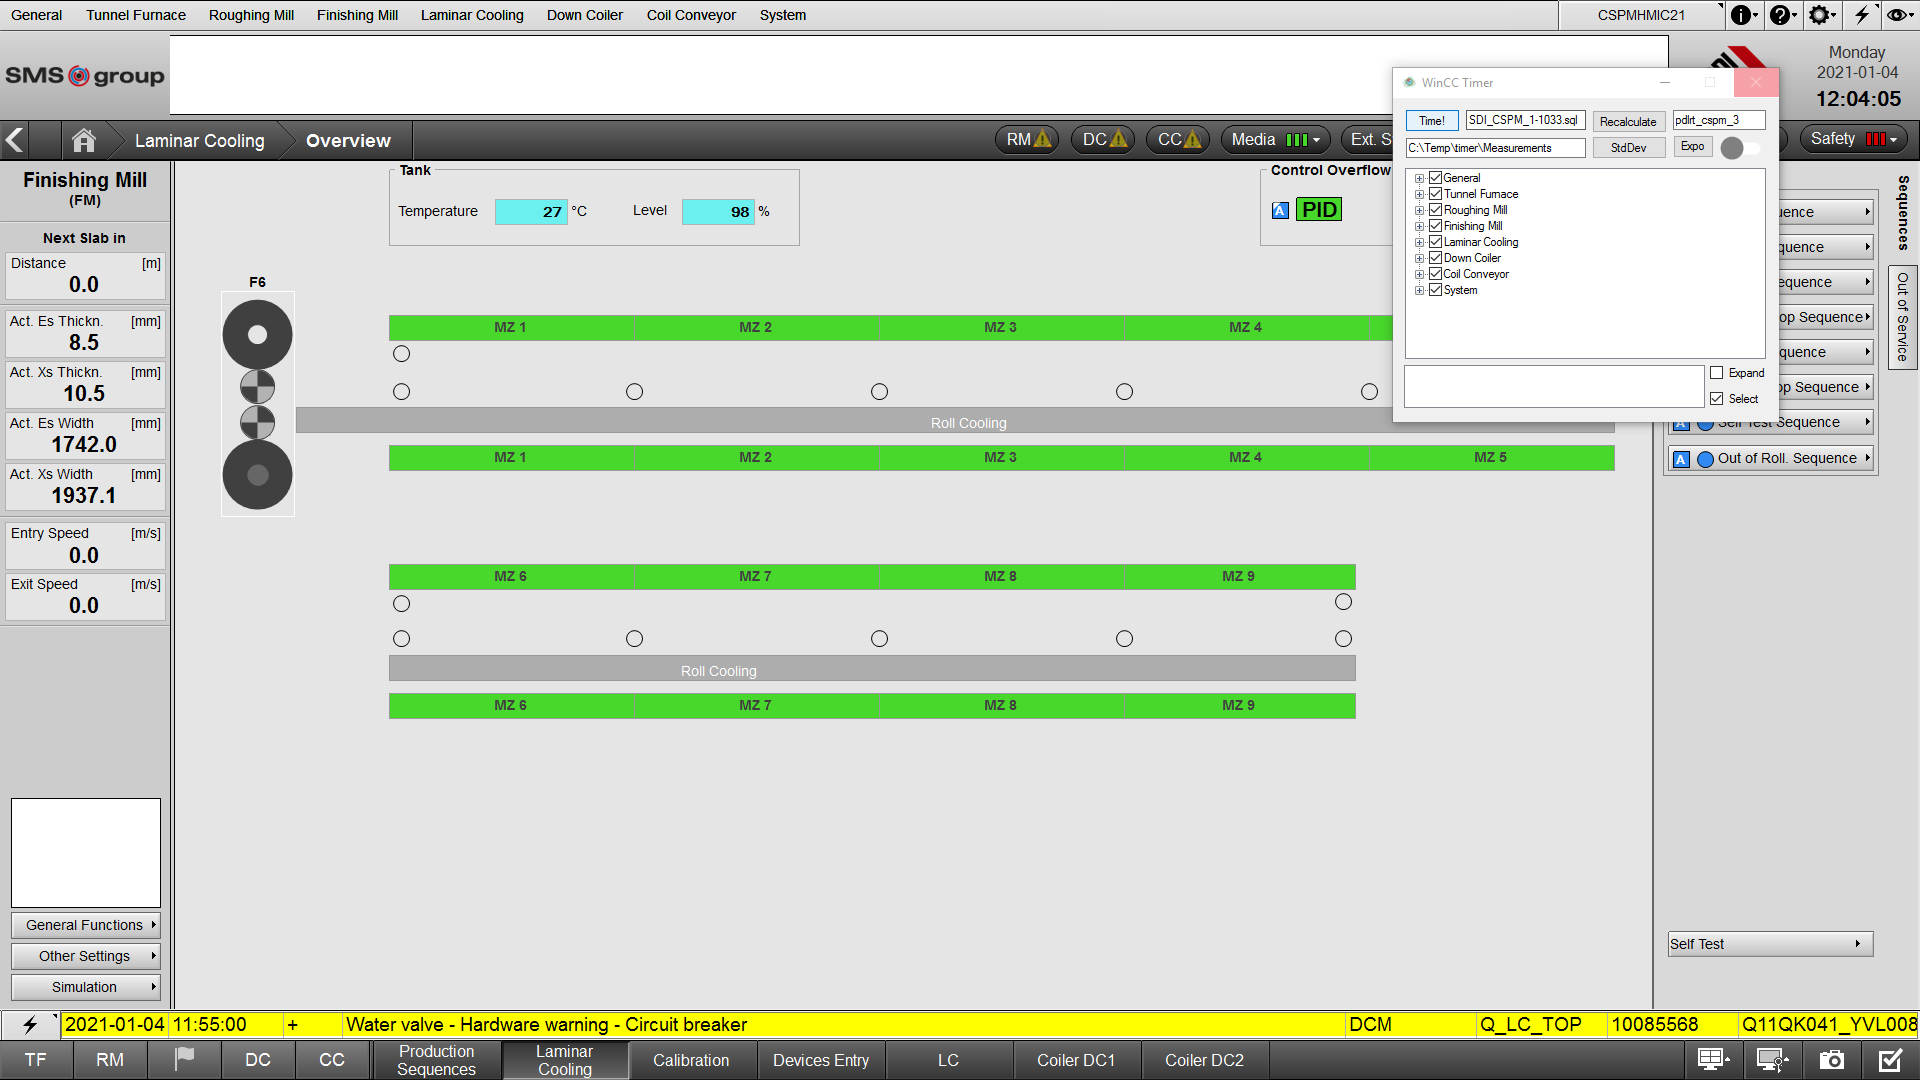 General Tunnel Furnace Roughing Mill Finishing Mill Laminar Cooling Down Coiler Coil Conveyor System CSPMHMIC21
SMS group
Monday
2021-01-04
12:04:05
Laminar Cooling Overview RM DC CC Media Ext. S Safety
WinCC Timer
Time! SDI_CSPM_1-1033.sql Recalculate pdlrt_cspm_3
C:\Temp\timer\Measurements StdDev Expo
General
Tunnel Furnace
Roughing Mill
Finishing Mill
Laminar Cooling
Down Coiler
Coil Conveyor
System
Expand
Select
Finishing Mill
(FM)
Next Slab in
Distance [m]
0.0
Act. Es Thickn. [mm]
8.5
Act. Xs Thickn. [mm]
10.5
Act. Es Width [mm]
1742.0
Act. Xs Width [mm]
1937.1
Entry Speed [m/s]
0.0
Exit Speed [m/s]
0.0
General Functions
Other Settings
Simulation
Tank
Temperature 27 °C Level 98 %
Control Overflow
A PID
F6
MZ 1 MZ 2 MZ 3 MZ 4
Roll Cooling
MZ 1 MZ 2 MZ 3 MZ 4 MZ 5
MZ 6 MZ 7 MZ 8 MZ 9
Roll Cooling
MZ 6 MZ 7 MZ 8 MZ 9
Sequences
Out of Service
uence
quence
equence
op Sequence
quence
op Sequence
A Self Test Sequence
A Out of Roll. Sequence
Self Test
2021-01-04 11:55:00 + Water valve - Hardware warning - Circuit breaker DCM Q_LC_TOP 10085568 Q11QK041_YVL008
TF RM DC CC Production Sequences Laminar Cooling Calibration Devices Entry LC Coiler DC1 Coiler DC2